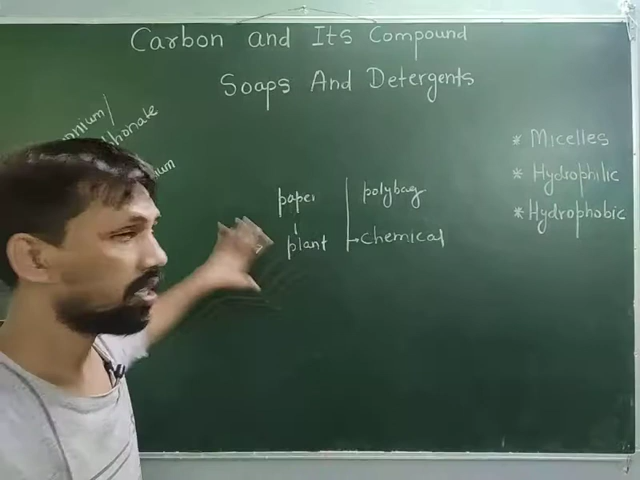 Carbon and Its Compound
Soaps And Detergents
* Micelles
* Hydrophilic
* Hydrophobic
paper
polybag
plant
Chemical